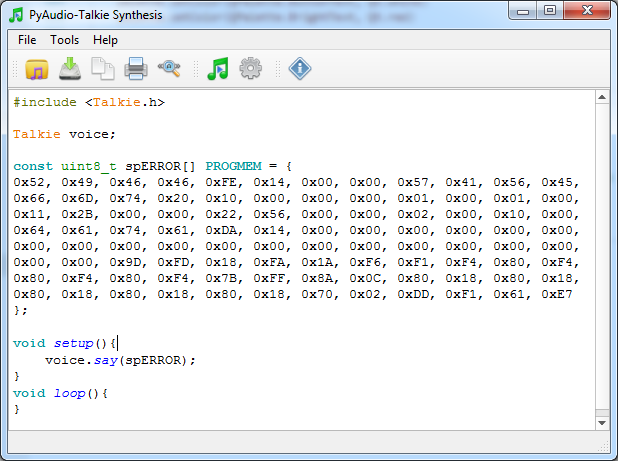 PyAudio-Talkie Synthesis
File Tools Help
#include <Talkie.h>
Talkie voice;
const uint8_t spERROR[] PROGMEM = {
0x52, 0x49, 0x46, 0x46, 0xFE, 0x14, 0x00, 0x00, 0x57, 0x41, 0x56, 0x45,
0x66, 0x6D, 0x74, 0x20, 0x10, 0x00, 0x00, 0x00, 0x01, 0x00, 0x01, 0x00,
0x11, 0x2B, 0x00, 0x00, 0x22, 0x56, 0x00, 0x00, 0x02, 0x00, 0x10, 0x00,
0x64, 0x61, 0x74, 0x61, 0xDA, 0x14, 0x00, 0x00, 0x00, 0x00, 0x00, 0x00,
0x00, 0x00, 0x00, 0x00, 0x00, 0x00, 0x00, 0x00, 0x00, 0x00, 0x00, 0x00,
0x00, 0x00, 0x9D, 0xFD, 0x18, 0xFA, 0x1A, 0xF6, 0xF1, 0xF4, 0x80, 0xF4,
0x80, 0xF4, 0x80, 0xF4, 0x7B, 0xFF, 0x8A, 0x0C, 0x80, 0x18, 0x80, 0x18,
0x80, 0x18, 0x80, 0x18, 0x80, 0x18, 0x70, 0x02, 0xDD, 0xF1, 0x61, 0xE7
};
void setup(){
voice.say(spERROR);
}
void loop(){
}